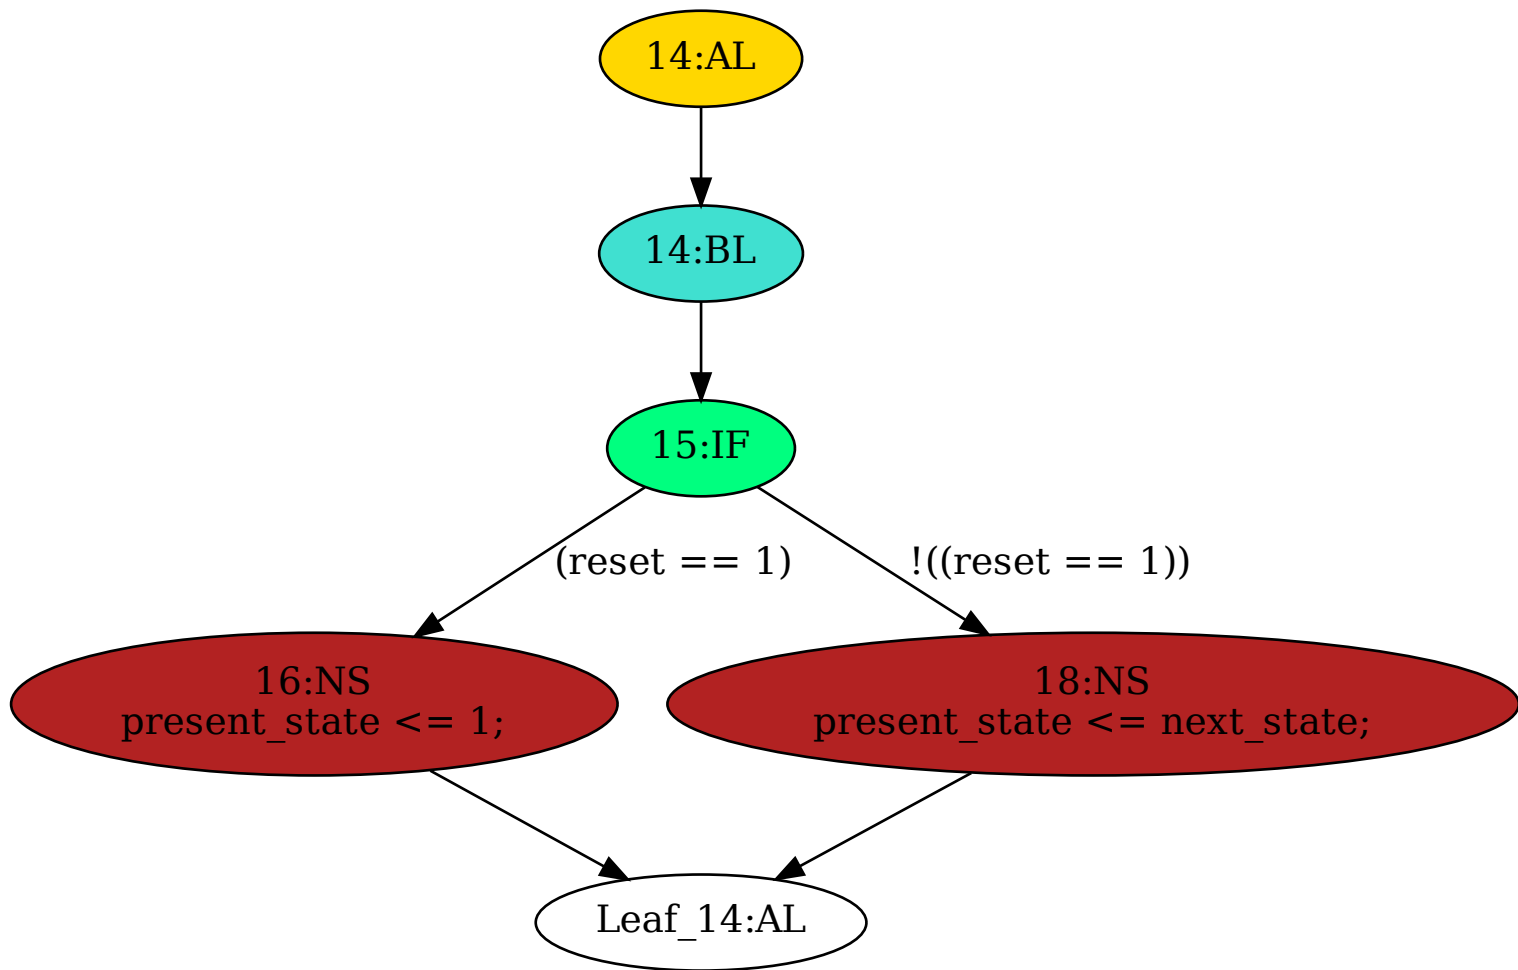 14:AL
14:BL
15:IF
(reset == 1)
!((reset == 1))
16:NS
present_state <= 1;
18:NS
present_state <= next_state;
Leaf_14:AL